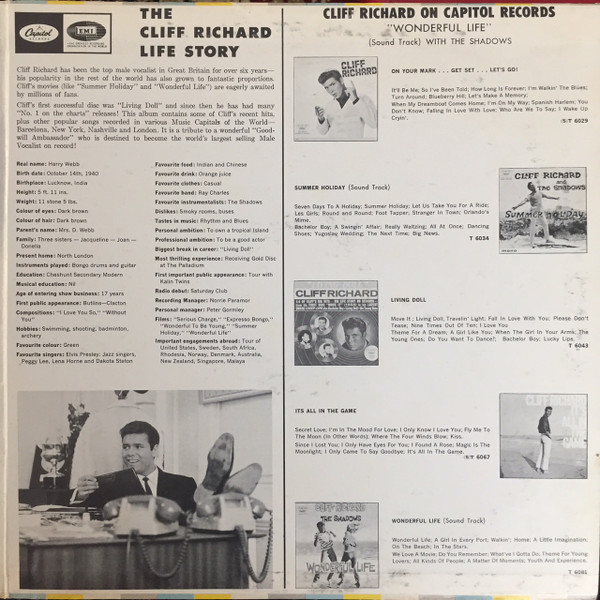 Capitol
EMI
THE
CLIFF RICHARD
LIFE STORY
Cliff Richard has been the top male vocalist in Great Britain for over six years—
his popularity in the rest of the world has also grown to fantastic proportions.
Cliff's movies (like "Summer Holiday" and "Wonderful Life") are eagerly awaited
by millions of fans.
Cliff's first successful disc was "Living Doll" and since then he has had many
"No. 1 on the charts" releases! This album contains some of Cliff's recent hits,
plus other popular songs recorded in various Music Capitals of the World—
Barcelona, New York, Nashville and London. It is a tribute to a wonderful "Good-
will Ambassador" who is destined to become the world's largest selling Male
Vocalist on record!
Real name: Harry Webb
Birth date: October 14th, 1940
Birthplace: Lucknow, India
Height: 5 ft. 11 ins.
Weight: 11 stone 5 lbs.
Colour of eyes: Dark brown
Colour of hair: Dark brown
Parent's name: Mrs. D. Webb
Family: Three sisters — Jacqueline — Joan —
Donella
Present home: North London
Instruments played: Bongo drums and guitar
Education: Cheshunt Secondary Modern
Musical education: Nil
Age of entering show business: 17 years
First public appearance: Butlins—Clacton
Compositions: "I Love You So," "Without
You"
Hobbies: Swimming, shooting, badminton,
archery
Favourite colour: Green
Favourite singers: Elvis Presley; Jazz singers,
Peggy Lee, Lena Horne and Dakota Staton
Favourite food: Indian and Chinese
Favourite drink: Orange juice
Favourite clothes: Casual
Favourite band: Ray Charles
Favourite instrumentalists: The Shadows
Dislikes: Smoky rooms, buses
Tastes in music: Rhythm and Blues
Personal ambition: To own a tropical Island
Professional ambition: To be a good actor
Biggest break in career: "Living Doll"
Most thrilling experience: Receiving Gold Disc
at The Palladium
First important public appearance: Tour with
Kalin Twins
Radio debut: Saturday Club
Recording Manager: Norrie Paramor
Personal manager: Peter Gormley
Films: "Serious Charge," "Expresso Bongo,"
"Wonderful To Be Young," "Summer
Holiday," "Wonderful Life"
Important engagements abroad: Tour of
United States, Sweden, South Africa,
Rhodesia, Norway, Denmark, Australia,
New Zealand, Singapore, Malaya
CLIFF RICHARD ON CAPITOL RECORDS
"WONDERFUL LIFE"
(Sound Track) WITH THE SHADOWS
CLIFF
RICHARD
ON YOUR MARK . . . GET SET . . . LET'S GO!
It'll Be Me; So I've Been Told; How Long Is Forever; I'm Walkin' The Blues;
Turn Around; Blueberry Hill; Let's Make A Memory;
When My Dreamboat Comes Home; I'm On My Way; Spanish Harlem; You
Don't Know; Falling In Love With Love; Who Are We To Say; I Wake Up
Cryin'.
(S)T 6029
SUMMER HOLIDAY (Sound Track)
Seven Days To A Holiday; Summer Holiday; Let Us Take You For A Ride;
Les Girls; Round and Round; Foot Tapper; Stranger In Town; Orlando's
Mime.
Bachelor Boy; A Swingin' Affair; Really Waltzing; All At Once; Dancing
Shoes; Yugoslav Wedding; The Next Time; Big News.
T 6034
CLIFF RICHARD
and
THE SHADOWS
SUMMER HOLIDAY
CLIFF RICHARD
LIVING DOLL
Move It; Living Doll; Travelin' Light; Fall In Love With You; Please Don't
Tease; Nine Times Out Of Ten; I Love You
Theme For A Dream; A Girl Like You; When The Girl In Your Arms; The
Young Ones; Do You Want To Dance?; Bachelor Boy; Lucky Lips.
T 6043
ITS ALL IN THE GAME
Secret Love; I'm In The Mood For Love; I Only Know I Love You; Fly Me To
The Moon (In Other Words); Where The Four Winds Blow; Kiss.
Since I Lost You; I Only Have Eyes For You; I Found A Rose; Magic Is The
Moonlight; I Only Came To Say Goodbye; It's All In The Game.
(S)T 6067
CLIFF RICHARD
THE SHADOWS
WONDERFUL LIFE
WONDERFUL LIFE (Sound Track)
Wonderful Life; A Girl In Every Port; Walkin'; Home; A Little Imagination;
On The Beach; In The Stars.
We Love A Movie; Do You Remember; What've I Gotta Do; Theme For Young
Lovers; All Kinds Of People; A Matter Of Moments; Youth And Experience.
T 6081